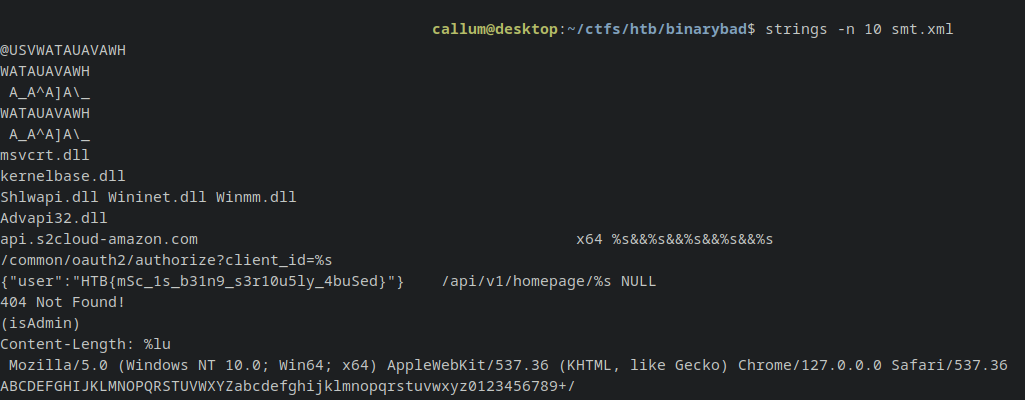 callum@desktop:~/ctfs/htb/binarybad$ strings -n 10 smt.xml
@USVWATAUAVAWH
WATAUAVAWH
A_A^A]A\_
WATAUAVAWH
A_A^A]A\_
msvcrt.dll
kernelbase.dll
Shlwapi.dll Wininet.dll Winmm.dll
Advapi32.dll
api.s2cloud-amazon.com x64 %s&&%s&&%s&&%s&&%s
/common/oauth2/authorize?client_id=%s
{"user":"HTB{mSc_1s_b31n9_s3r10u5ly_4buSed}"} /api/v1/homepage/%s NULL
404 Not Found!
(isAdmin)
Content-Length: %lu
Mozilla/5.0 (Windows NT 10.0; Win64; x64) AppleWebKit/537.36 (KHTML, like Gecko) Chrome/127.0.0.0 Safari/537.36
ABCDEFGHIJKLMNOPQRSTUVWXYZabcdefghijklmnopqrstuvwxyz0123456789+/